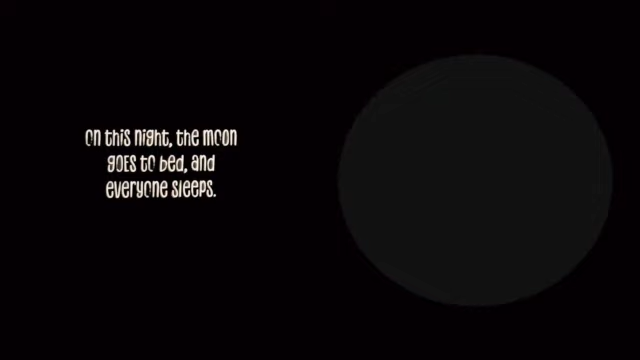 On this night, the moon
goes to bed, and
everyone sleeps.